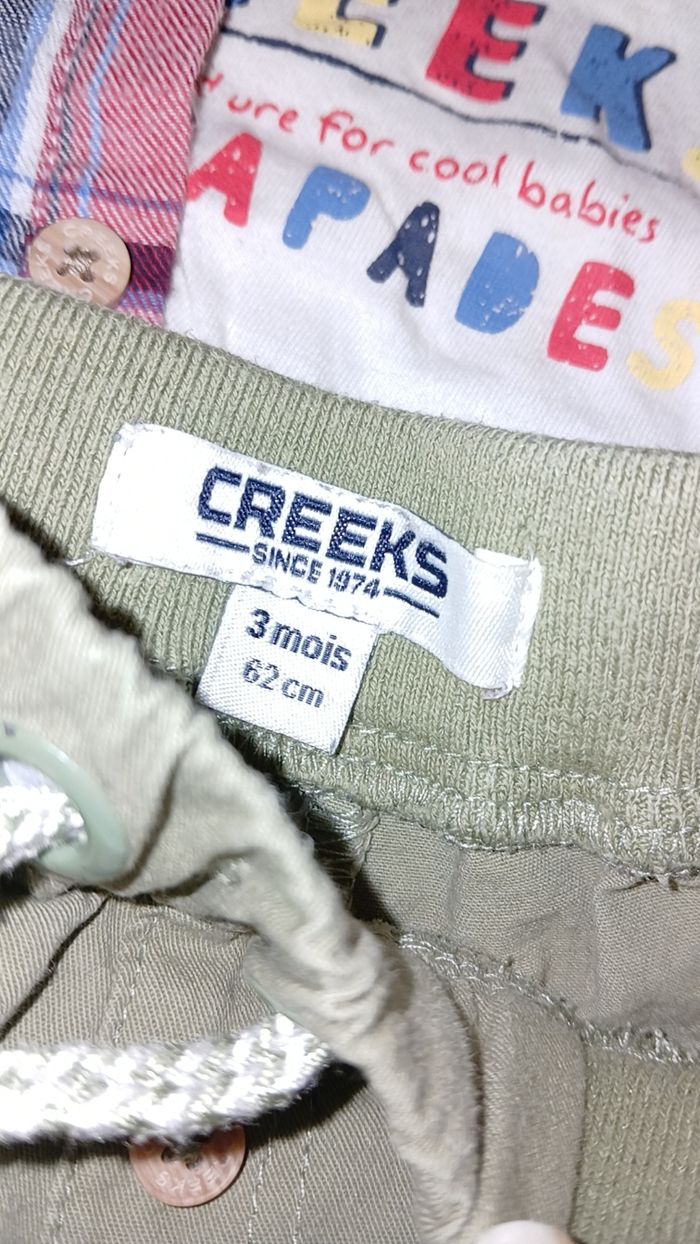 EEK
ure for cool babies
APADES
CREEKS
SINCE 1974
3 mois
62 cm